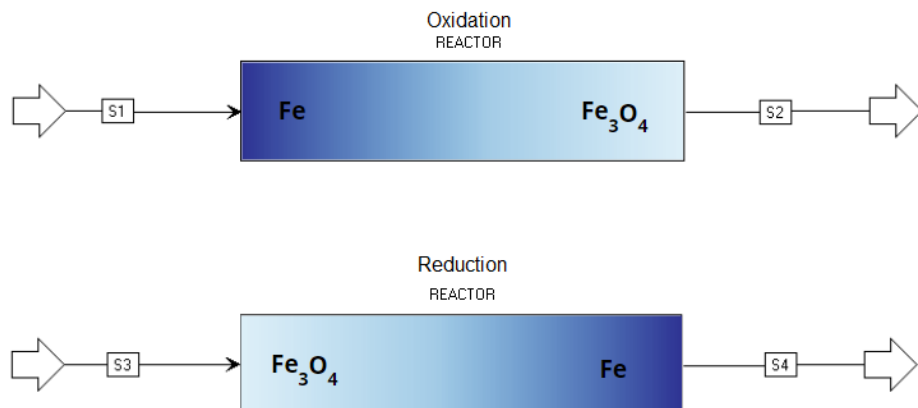 Oxidation
REACTOR
S1 Fe Fe₃O₄ S2
Reduction
REACTOR
S3 Fe₃O₄ Fe S4